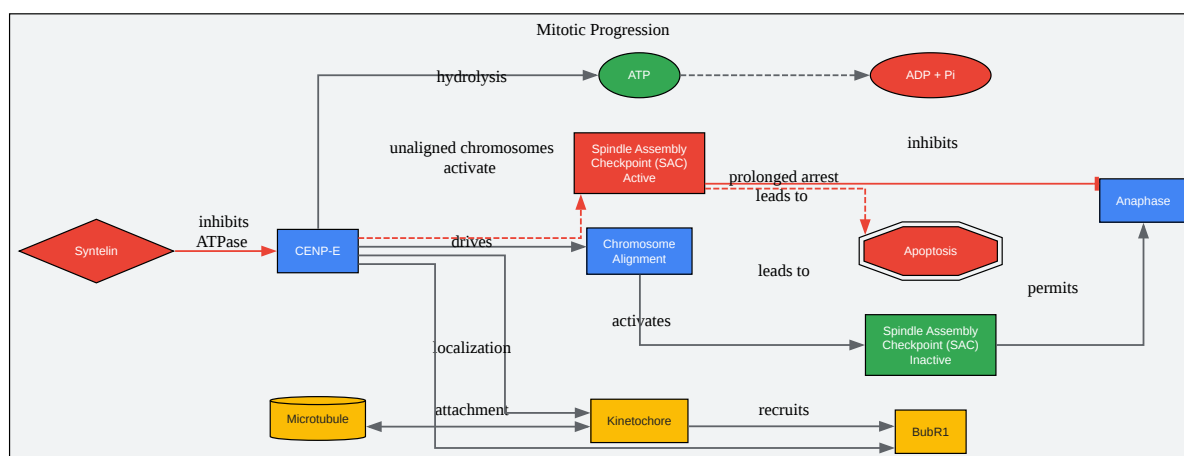 Mitotic Progression
hydrolysis
ATP
ADP + Pi
unaligned chromosomes
activate
Spindle Assembly
Checkpoint (SAC)
Active
inhibits
prolonged arrest
leads to
Anaphase
Syntelin
inhibits
ATPase
CENP-E
drives
Chromosome
Alignment
leads to
Apoptosis
permits
activates
Spindle Assembly
Checkpoint (SAC)
Inactive
localization
Microtubule
attachment
Kinetochore
recruits
BubR1